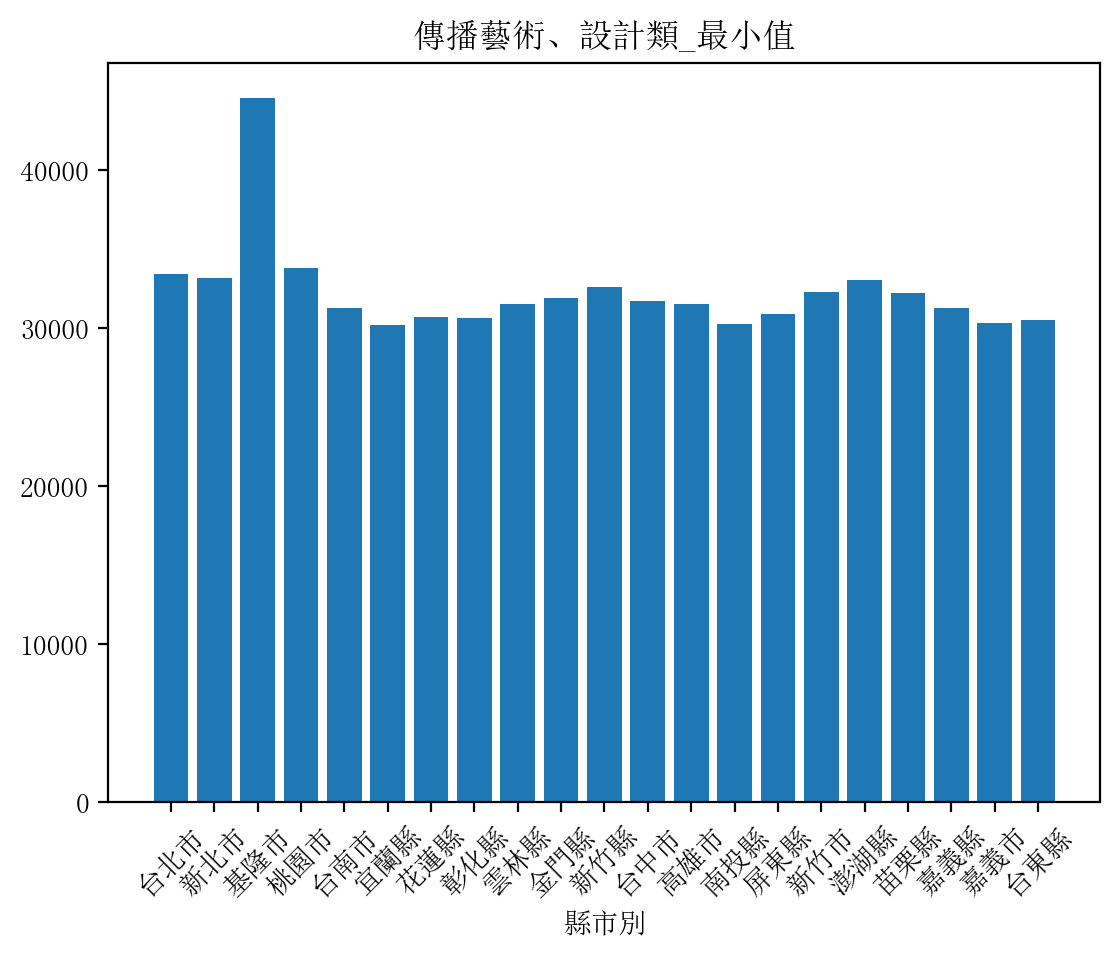 傳播藝術、設計類_最小值
40000
30000
20000
10000
0
台北市
新北市
基隆市
桃園市
台南市
宜蘭縣
花蓮縣
彰化縣
雲林縣
金門縣
新竹縣
台中市
高雄市
南投縣
屏東縣
新竹市
澎湖縣
苗栗縣
嘉義縣
嘉義市
台東縣
縣市別